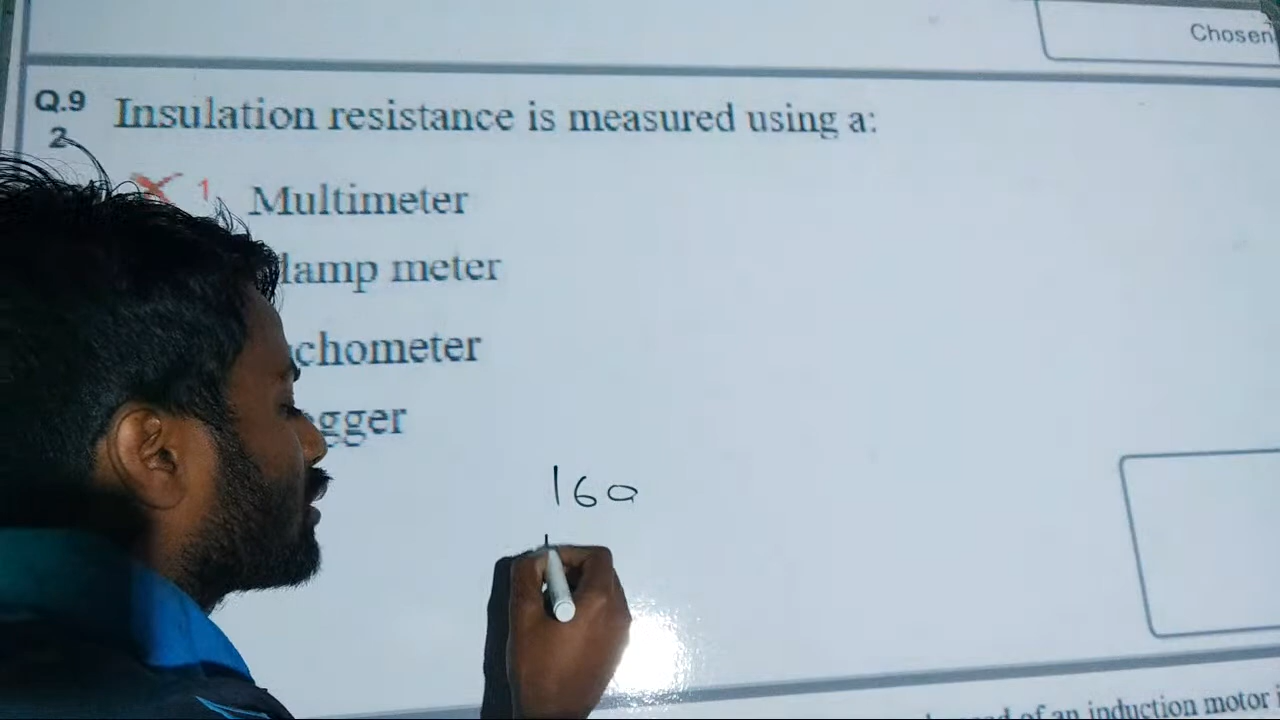 Chosen
Q.9 Insulation resistance is measured using a:
2
1. Multimeter
lamp meter
chometer
gger
160
of an induction motor